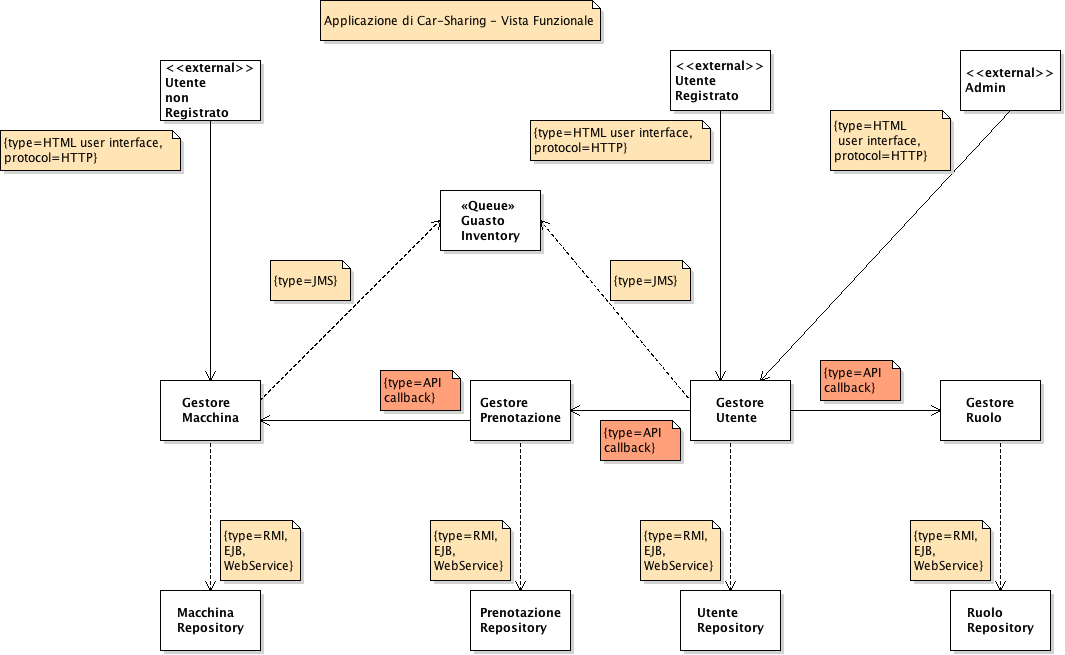 Applicazione di Car-Sharing - Vista Funzionale
<<external>>
Utente
non
Registrato
<<external>>
Utente
Registrato
<<external>>
Admin
{type=HTML user interface,
protocol=HTTP}
{type=HTML user interface,
protocol=HTTP}
{type=HTML
user interface,
protocol=HTTP}
«Queue»
Guasto
Inventory
{type=JMS}
{type=JMS}
{type=API
callback}
{type=API
callback}
Gestore
Macchina
Gestore
Prenotazione
Gestore
Utente
Gestore
Ruolo
{type=API
callback}
{type=RMI,
EJB,
WebService}
{type=RMI,
EJB,
WebService}
{type=RMI,
EJB,
WebService}
{type=RMI,
EJB,
WebService}
Macchina
Repository
Prenotazione
Repository
Utente
Repository
Ruolo
Repository